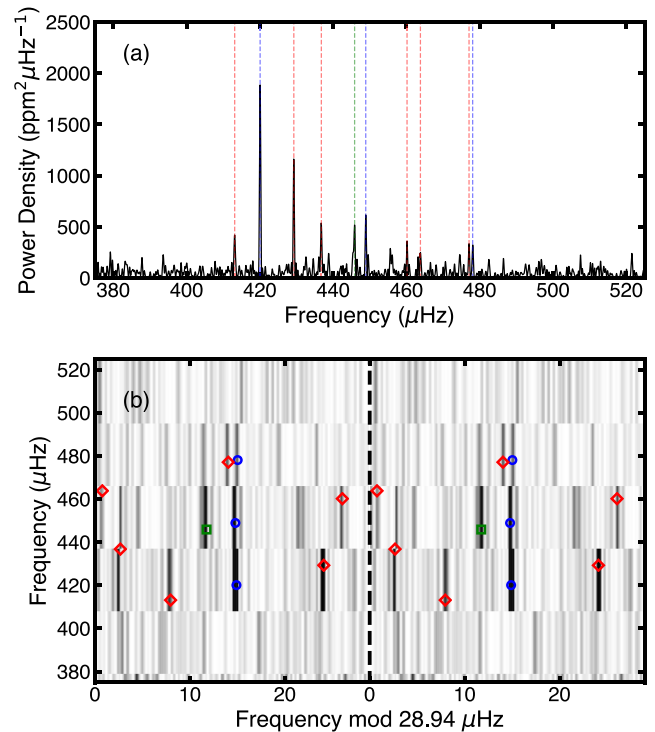 2500
2000
1500
1000
500
0
Power Density (ppm²μHz⁻¹)
(a)
380 400 420 440 460 480 500 520
Frequency (μHz)
520
500
480
460
440
420
400
380
Frequency (μHz)
(b)
0 10 20 0 10 20
Frequency mod 28.94 μHz